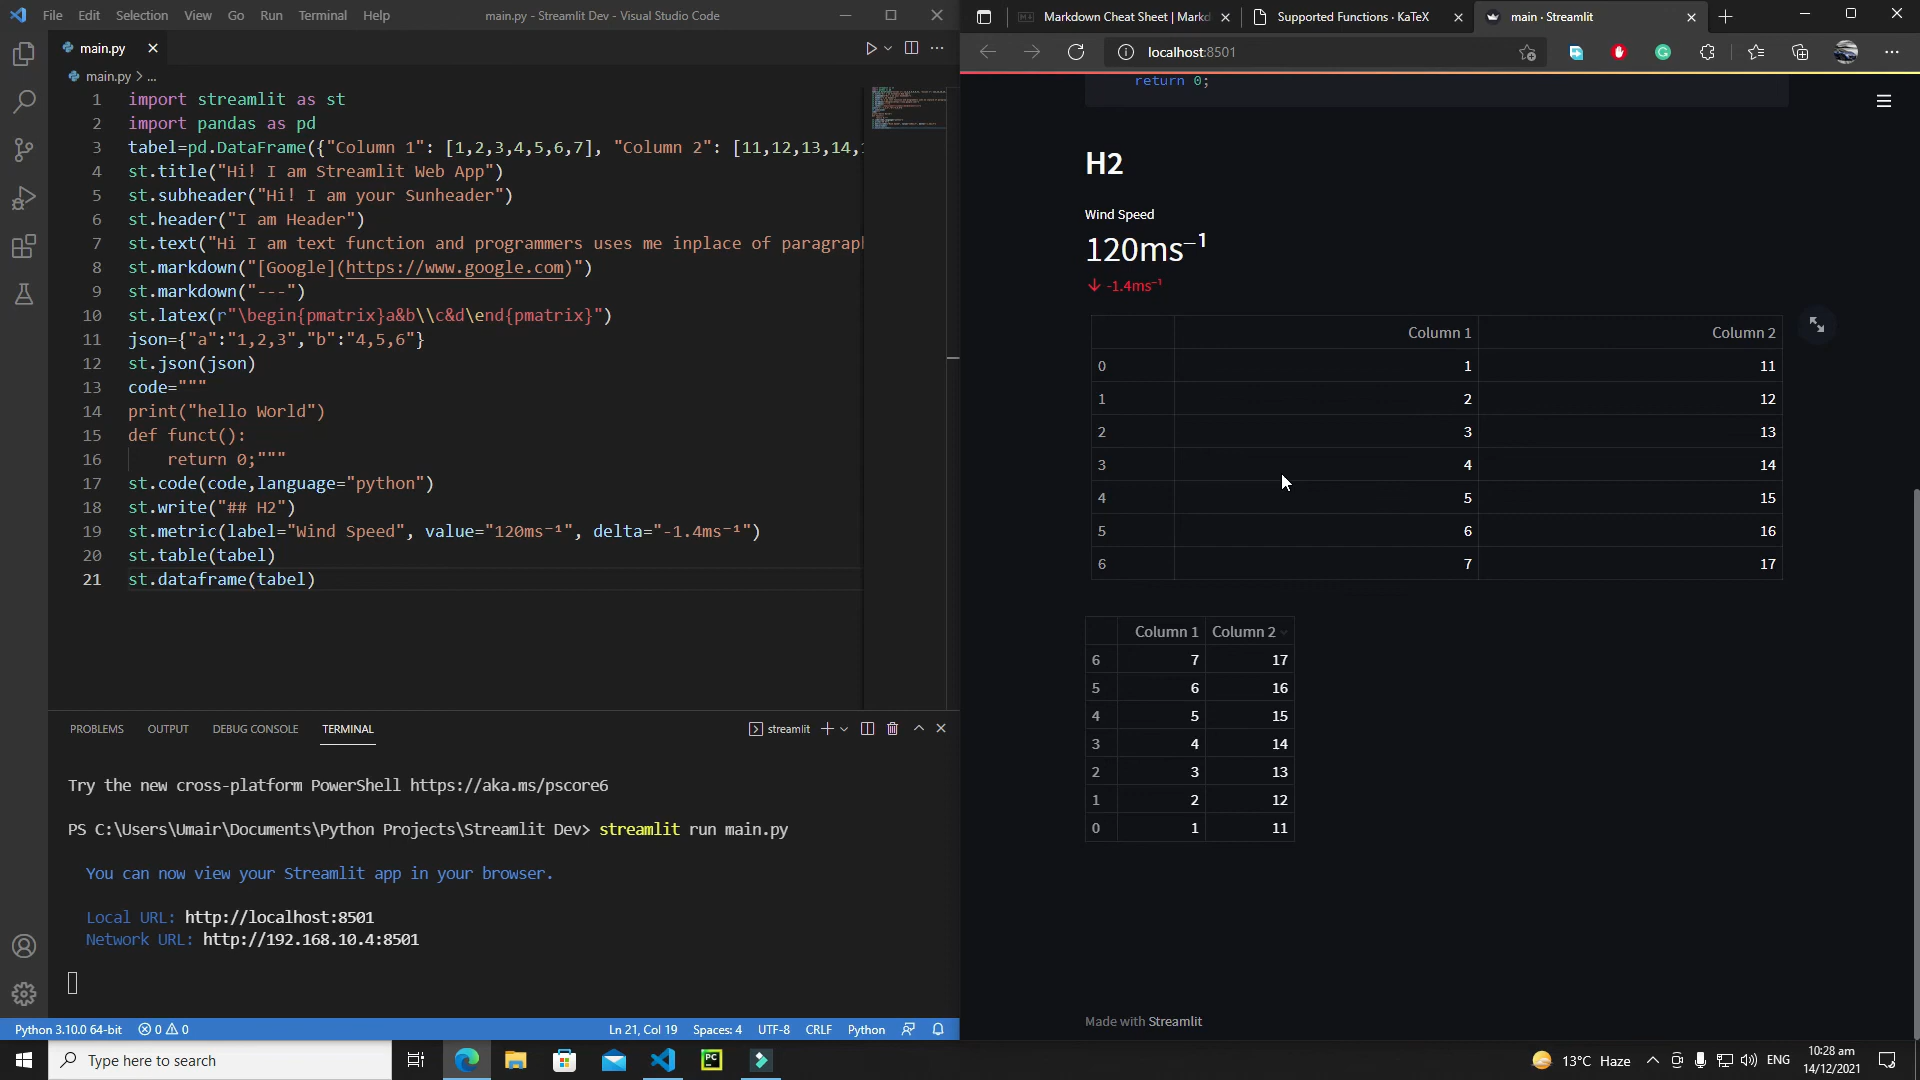 File Edit Selection View Go Run Terminal Help main.py - Streamlit Dev - Visual Studio Code
main.py
main.py > ...
1 import streamlit as st
2 import pandas as pd
3 tabel=pd.DataFrame({"Column 1": [1,2,3,4,5,6,7], "Column 2": [11,12,13,14,
4 st.title("Hi! I am Streamlit Web App")
5 st.subheader("Hi! I am your Sunheader")
6 st.header("I am Header")
7 st.text("Hi I am text function and programmers uses me inplace of paragrap
8 st.markdown("[Google](https://www.google.com)")
9 st.markdown("---")
10 st.latex(r"\begin{pmatrix}a&b\\c&d\end{pmatrix}")
11 json={"a":"1,2,3","b":"4,5,6"}
12 st.json(json)
13 code="""
14 print("hello World")
15 def funct():
16     return 0;"""
17 st.code(code,language="python")
18 st.write("## H2")
19 st.metric(label="Wind Speed", value="120ms⁻¹", delta="-1.4ms⁻¹")
20 st.table(tabel)
21 st.dataframe(tabel)
PROBLEMS OUTPUT DEBUG CONSOLE TERMINAL streamlit
Try the new cross-platform PowerShell https://aka.ms/pscore6
PS C:\Users\Umair\Documents\Python Projects\Streamlit Dev> streamlit run main.py
You can now view your Streamlit app in your browser.
Local URL: http://localhost:8501
Network URL: http://192.168.10.4:8501
Python 3.10.0 64-bit 0 0 Ln 21, Col 19 Spaces: 4 UTF-8 CRLF Python
Markdown Cheat Sheet | Markd Supported Functions · KaTeX main · Streamlit
localhost:8501
return 0;
H2
Wind Speed
120ms⁻¹
-1.4ms⁻¹
Column 1 Column 2
0 1 11
1 2 12
2 3 13
3 4 14
4 5 15
5 6 16
6 7 17
Column 1 Column 2
6 7 17
5 6 16
4 5 15
3 4 14
2 3 13
1 2 12
0 1 11
Made with Streamlit
Type here to search
PC
13°C Haze ENG 10:28 am
14/12/2021